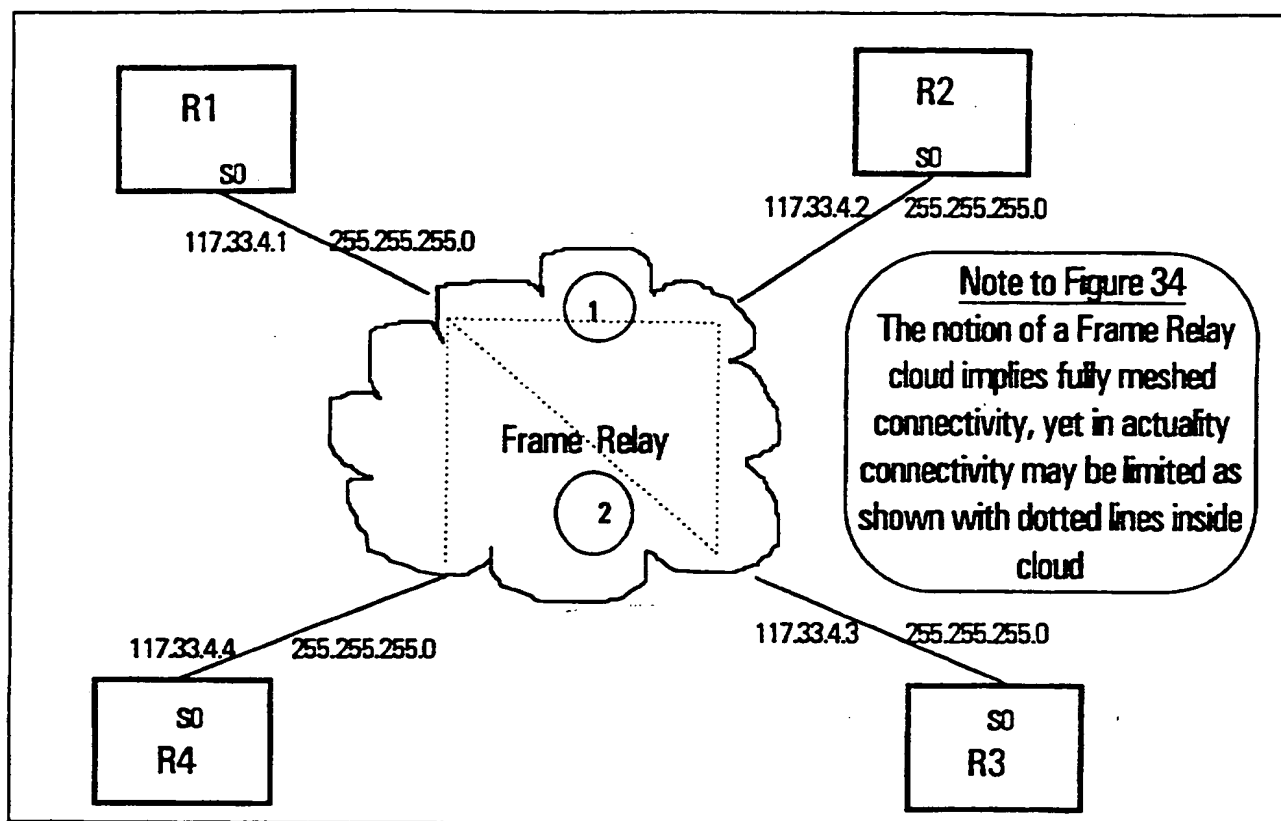 R1
S0
R2
S0
117.33.4.1 255.255.255.0
117.33.4.2 255.255.255.0
Note to Figure 34
The notion of a Frame Relay
cloud implies fully meshed
connectivity, yet in actuality
connectivity may be limited as
shown with dotted lines inside
cloud
1
Frame Relay
2
117.33.4.4 255.255.255.0
117.33.4.3 255.255.255.0
S0
R4
S0
R3